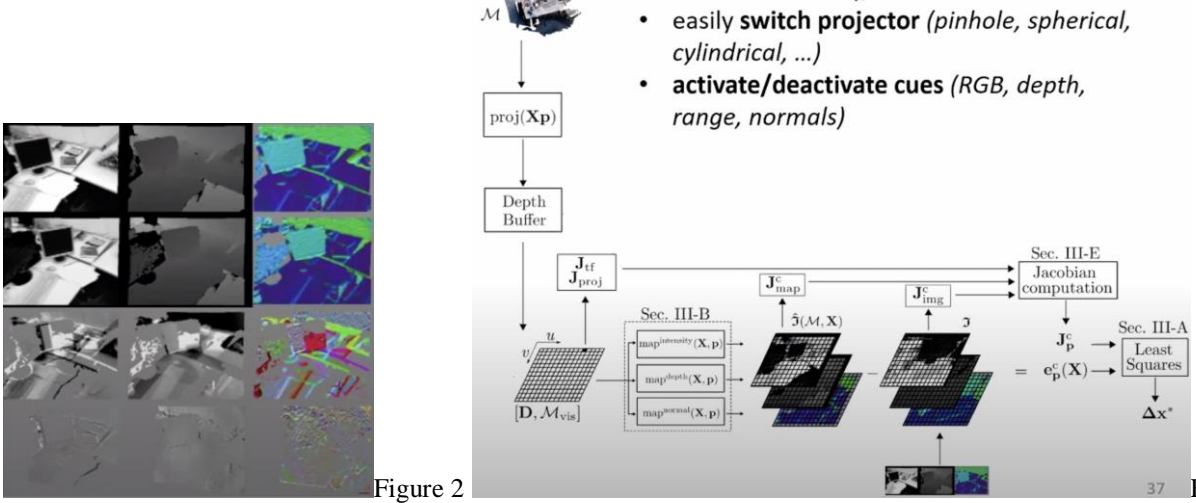 M
• easily switch projector (pinhole, spherical,
cylindrical, ...)
• activate/deactivate cues (RGB, depth,
range, normals)
proj(Xp)
Depth
Buffer
J_tf
J_proj
Sec. III-E
Jacobian
computation
J^c_map
J^c_img
Sec. III-B
𝔍̂(M, X)
𝔍
u
v
map^intensity(X, p)
map^depth(X, p)
map^normal(X, p)
−
=
J^c_p
e^c_p(X)
Sec. III-A
Least
Squares
[D, M_vis]
Δx*
Figure 2
37